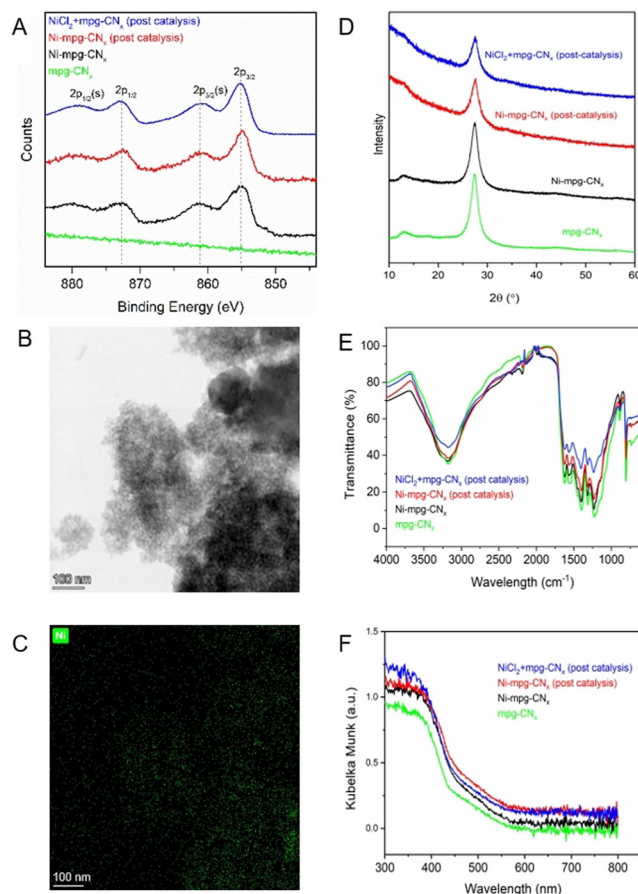 A
NiCl2+mpg-CNx (post catalysis)
Ni-mpg-CNx (post catalysis)
Ni-mpg-CNx
mpg-CNx
2p1/2(s)
2p1/2
2p3/2(s)
2p3/2
Counts
880
870
860
850
Binding Energy (eV)
D
NiCl2+mpg-CNx (post-catalysis)
Ni-mpg-CNx (post-catalysis)
Ni-mpg-CNx
mpg-CNx
Intensity
10
20
30
40
50
60
2θ (°)
B
100 nm
E
100
80
60
40
20
0
Transmittance (%)
NiCl2+mpg-CNx (post catalysis)
Ni-mpg-CNx (post catalysis)
Ni-mpg-CNx
mpg-CNx
4000
3500
3000
2500
2000
1500
1000
Wavelength (cm-1)
C
Ni
100 nm
F
1.5
1.0
0.5
0.0
Kubelka Munk (a.u.)
NiCl2+mpg-CNx (post catalysis)
Ni-mpg-CNx (post catalysis)
Ni-mpg-CNx
mpg-CNx
300
400
500
600
700
800
Wavelength (nm)